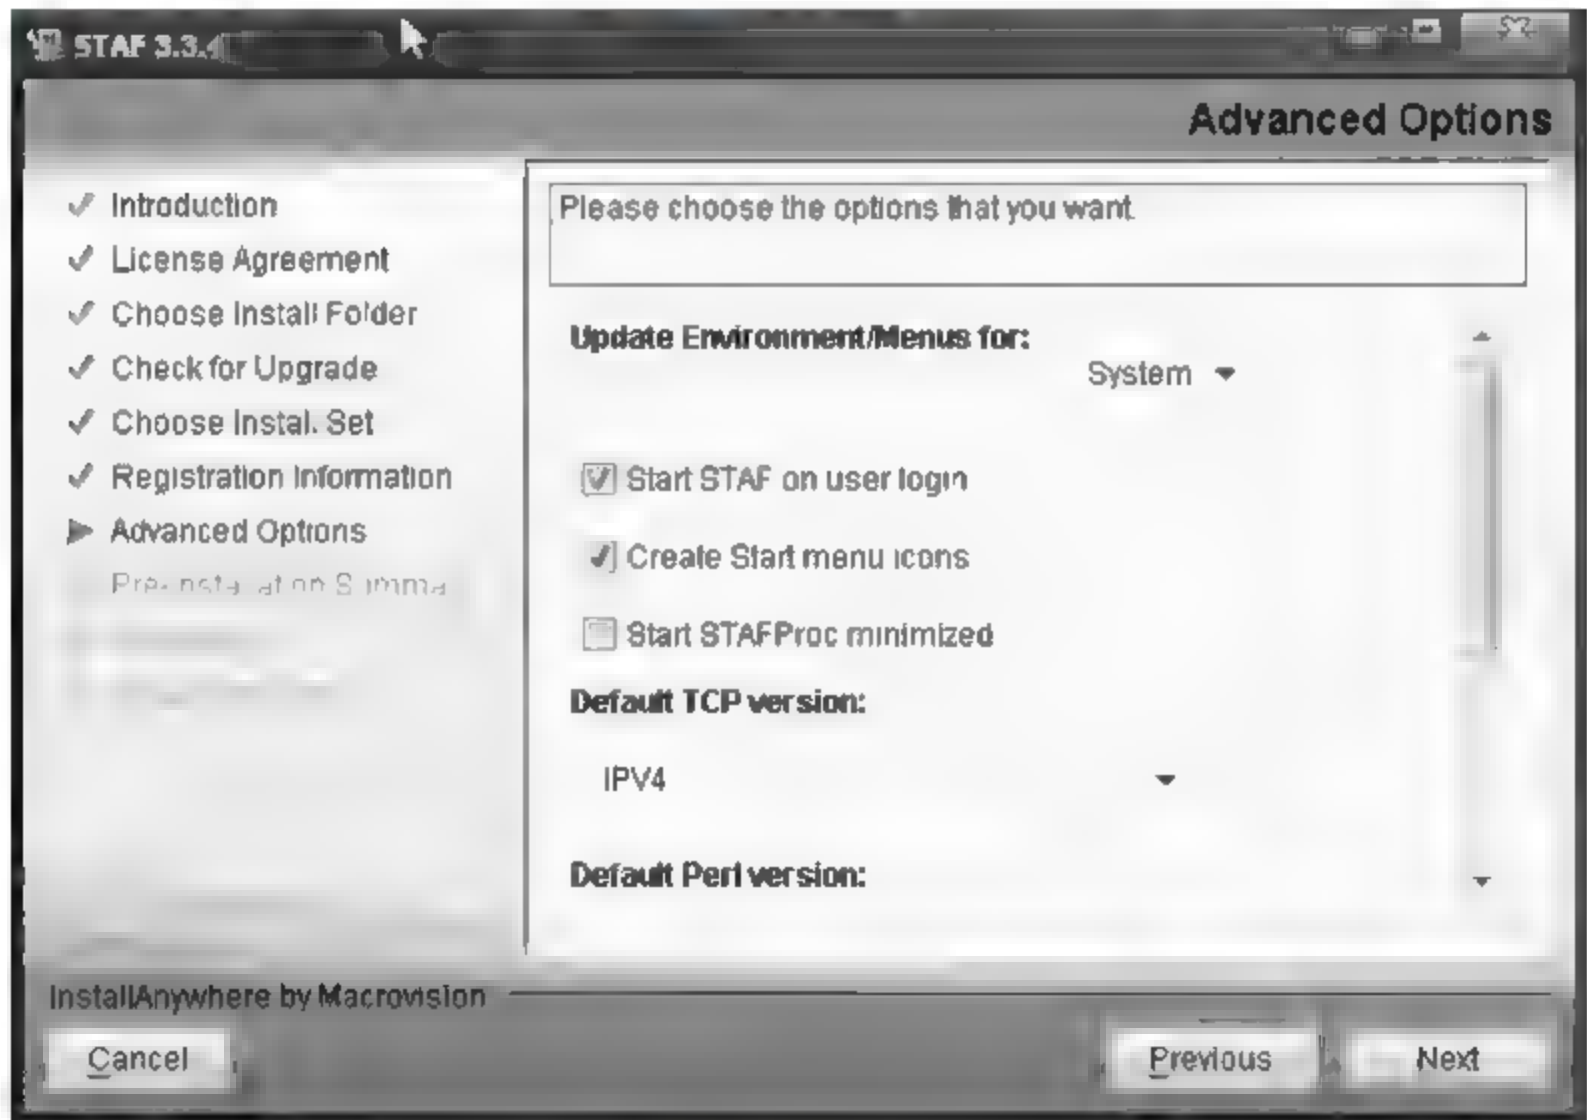 STAF 3.3.4
Advanced Options
Introduction
License Agreement
Choose Install Folder
Check for Upgrade
Choose Install Set
Registration Information
Advanced Options
Please choose the options that you want
Update Environment/Menus for:
System
Start STAF on user login
Create Start menu icons
Start STAFProc minimized
Default TCP version:
IPV4
Default Perl version:
InstallAnywhere by Macrovision
Cancel
Previous
Next